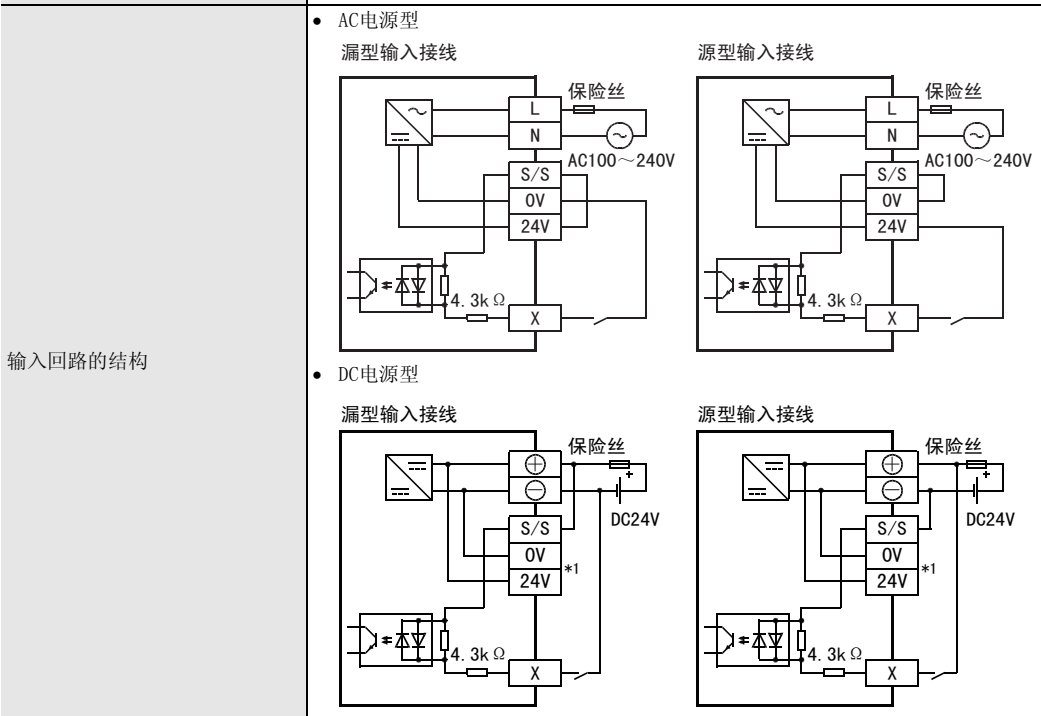 输入回路的结构
• AC电源型
漏型输入接线
保险丝
L
N
AC100～240V
S/S
0V
24V
4.3kΩ
X
源型输入接线
保险丝
L
N
AC100～240V
S/S
0V
24V
4.3kΩ
X
• DC电源型
漏型输入接线
保险丝
+
DC24V
S/S
0V
*1
24V
4.3kΩ
X
源型输入接线
保险丝
+
DC24V
S/S
0V
*1
24V
4.3kΩ
X